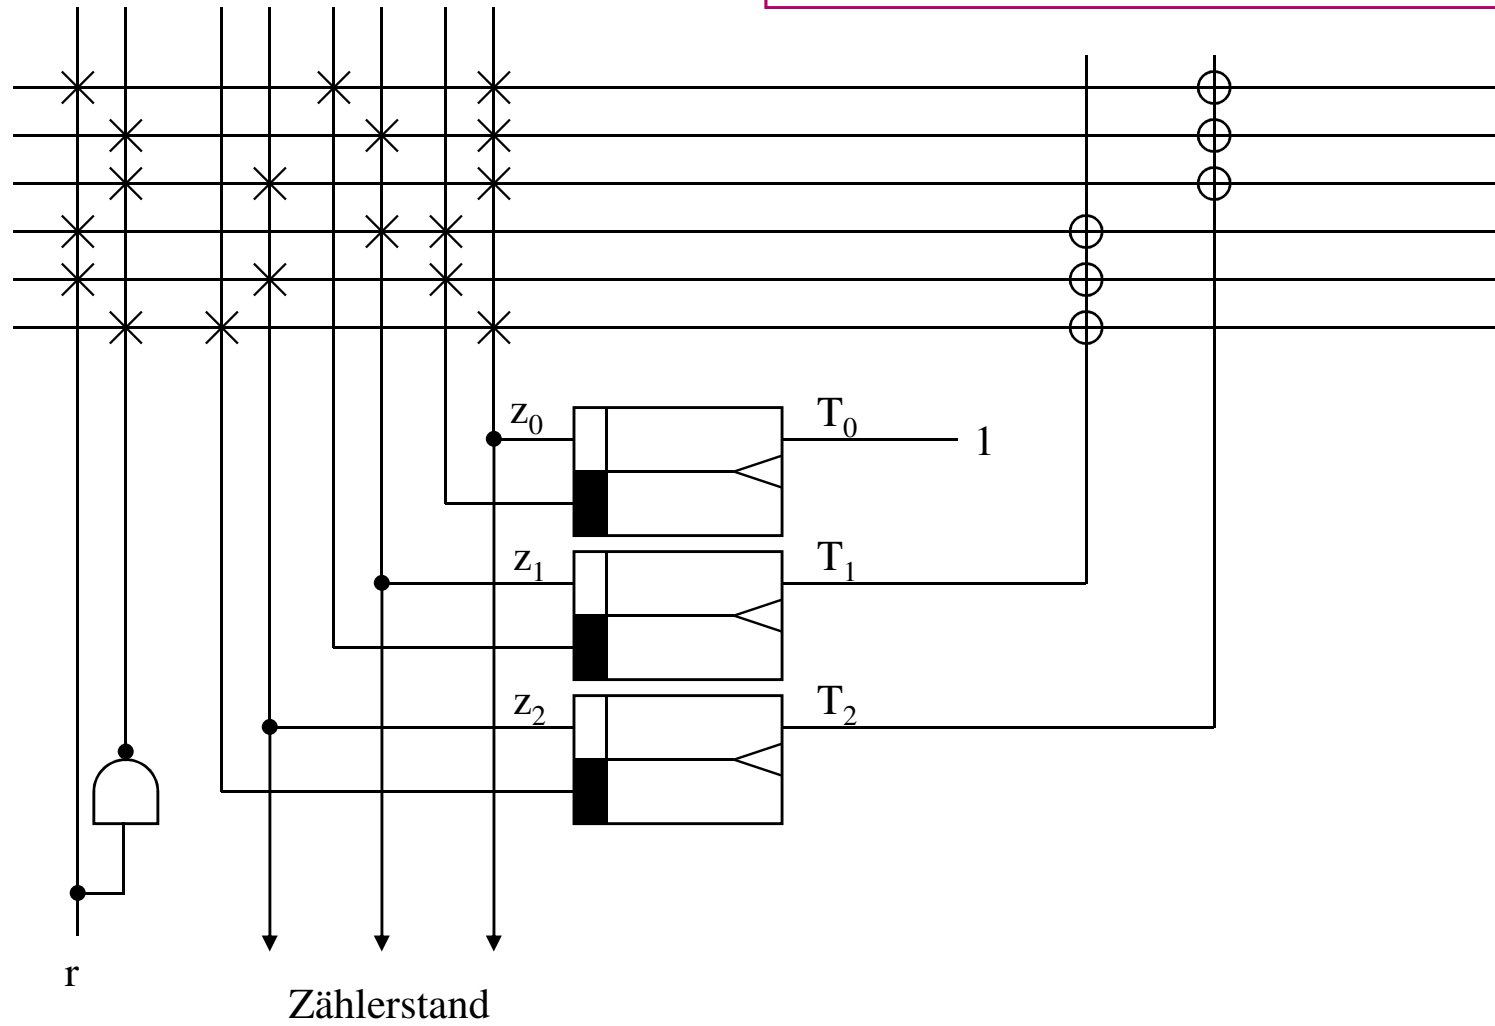 z₀
T₀
1
z₁
T₁
z₂
T₂
r
Zählerstand